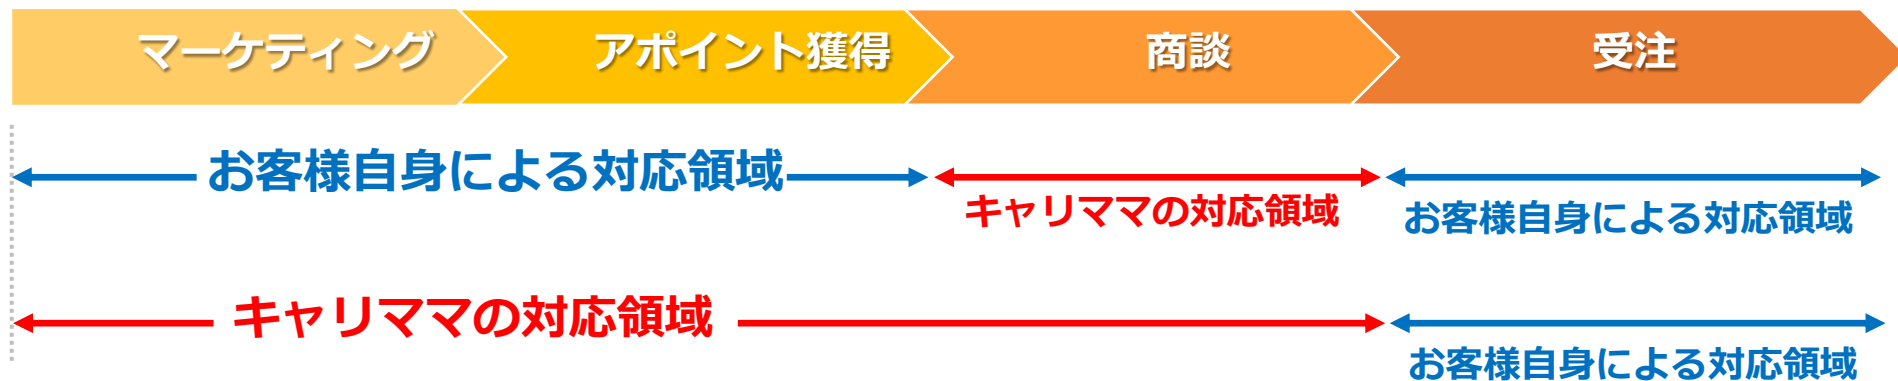 マーケティング アポイント獲得 商談 受注
お客様自身による対応領域
キャリママの対応領域 お客様自身による対応領域
キャリママの対応領域
お客様自身による対応領域